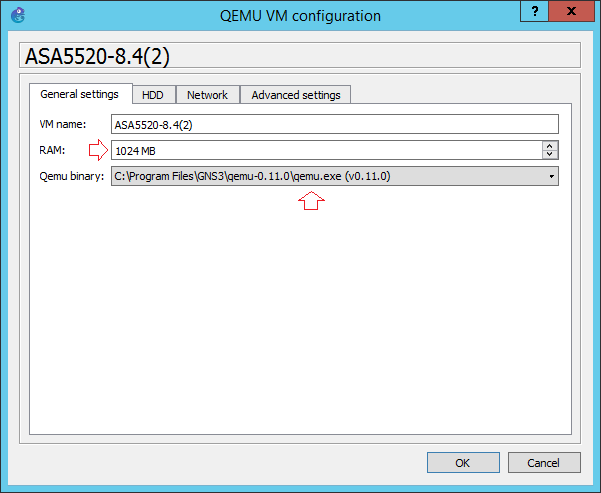 QEMU VM configuration
?
x
ASA5520-8.4(2)
General settings
HDD
Network
Advanced settings
VM name:
ASA5520-8.4(2)
RAM:
1024 MB
Qemu binary:
C:\Program Files\GNS3\qemu-0.11.0\qemu.exe (v0.11.0)
OK
Cancel